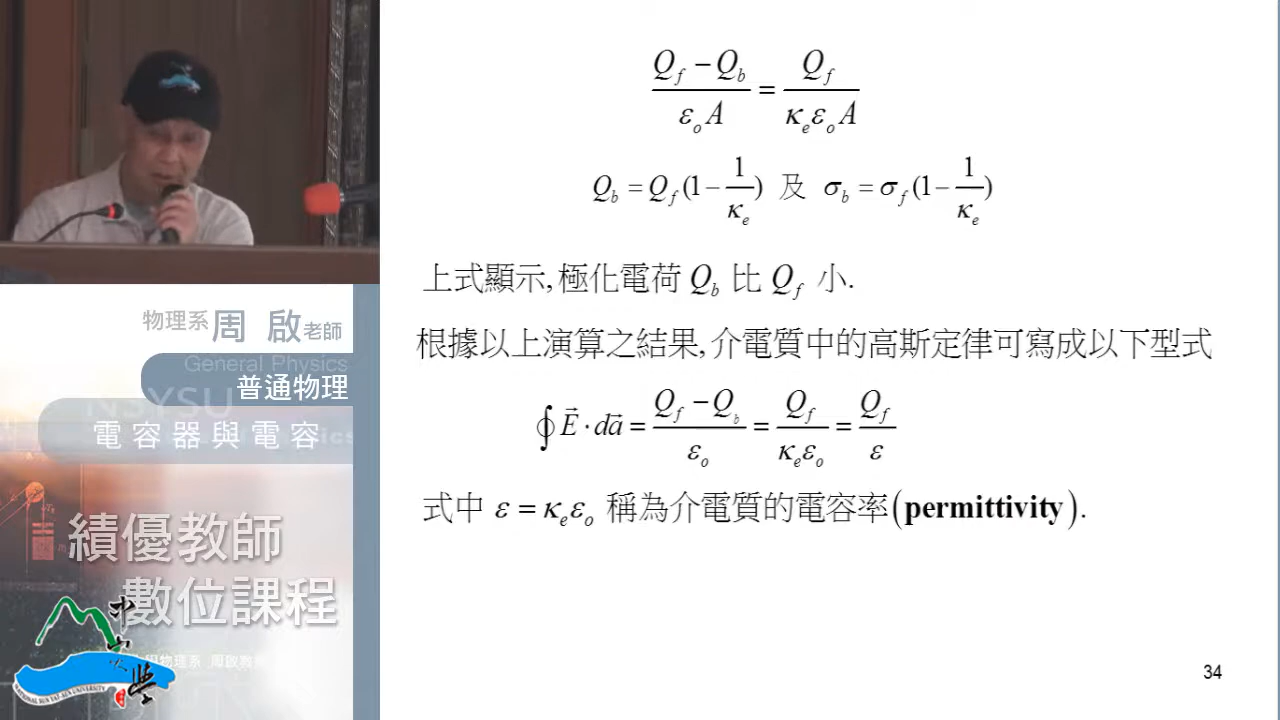 物理系 周 啟 老師
General Physics
普通物理
NSYSU
電容器與電容
績優教師
數位課程
NATIONAL SUN YAT-SEN UNIVERSITY
(Q_f − Q_b)/(ε_o A) = Q_f/(κ_e ε_o A)
Q_b = Q_f(1 − 1/κ_e) 及 σ_b = σ_f(1 − 1/κ_e)
上式顯示, 極化電荷 Q_b 比 Q_f 小.
根據以上演算之結果, 介電質中的高斯定律可寫成以下型式
∮ E⃗ · da⃗ = (Q_f − Q_b)/ε_o = Q_f/(κ_e ε_o) = Q_f/ε
式中 ε = κ_e ε_o 稱為介電質的電容率(permittivity).
34